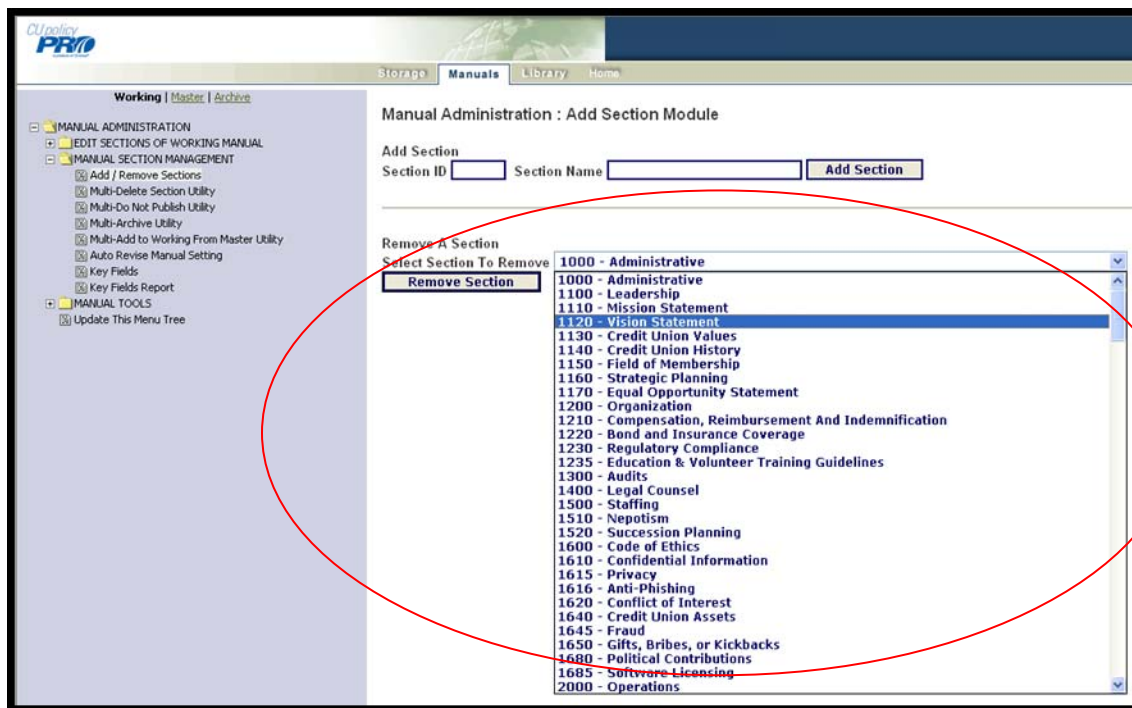 CU policy
PRO
Storage Manuals Library Home
Working | Master | Archive
MANUAL ADMINISTRATION
EDIT SECTIONS OF WORKING MANUAL
MANUAL SECTION MANAGEMENT
Add / Remove Sections
Multi-Delete Section Utility
Multi-Do Not Publish Utility
Multi-Archive Utility
Multi-Add to Working From Master Utility
Auto Revise Manual Setting
Key Fields
Key Fields Report
MANUAL TOOLS
Update This Menu Tree
Manual Administration : Add Section Module
Add Section
Section ID Section Name Add Section
Remove A Section
Select Section To Remove 1000 - Administrative
Remove Section
1000 - Administrative
1100 - Leadership
1110 - Mission Statement
1120 - Vision Statement
1130 - Credit Union Values
1140 - Credit Union History
1150 - Field of Membership
1160 - Strategic Planning
1170 - Equal Opportunity Statement
1200 - Organization
1210 - Compensation, Reimbursement And Indemnification
1220 - Bond and Insurance Coverage
1230 - Regulatory Compliance
1235 - Education & Volunteer Training Guidelines
1300 - Audits
1400 - Legal Counsel
1500 - Staffing
1510 - Nepotism
1520 - Succession Planning
1600 - Code of Ethics
1610 - Confidential Information
1615 - Privacy
1616 - Anti-Phishing
1620 - Conflict of Interest
1640 - Credit Union Assets
1645 - Fraud
1650 - Gifts, Bribes, or Kickbacks
1680 - Political Contributions
1685 - Software Licensing
2000 - Operations